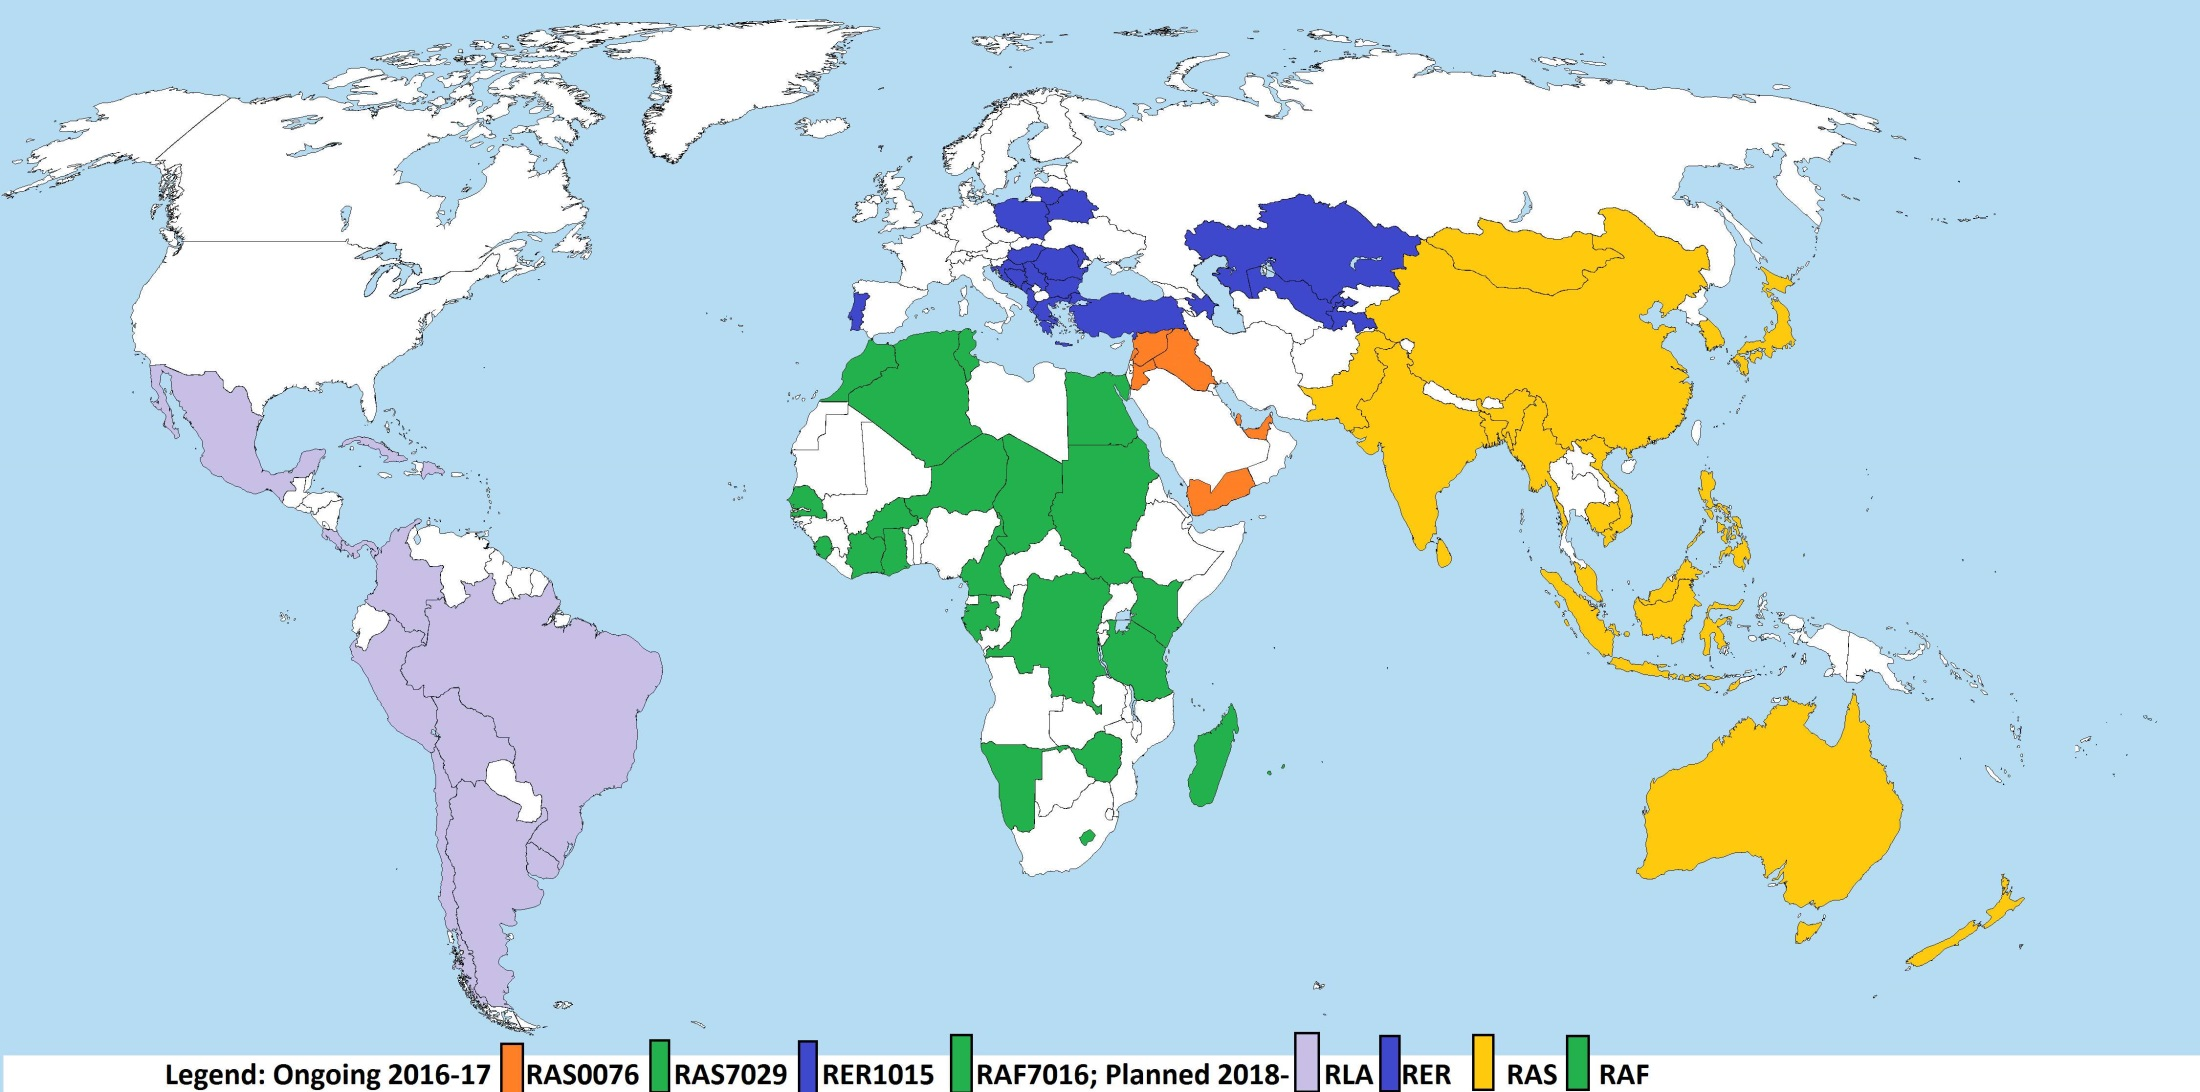 Legend: Ongoing 2016-17 RAS0076 RAS7029 RER1015 RAF7016; Planned 2018- RLA RER RAS RAF